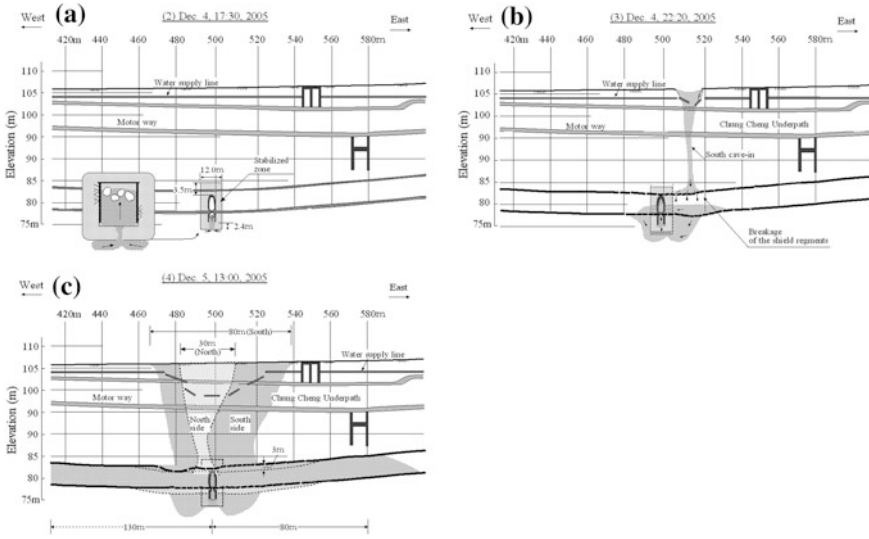 (a)
(2) Dec. 4, 17:30, 2005
West
East
420m 440 460 480 500 520 540 560 580m
110
105
100
95
90
85
80
75m
Elevation (m)
Water supply line
Motor way
12.0m
Stabilized
zone
3.5m
2.4m
(b)
(3) Dec. 4, 22:20, 2005
West
East
420m 440 460 480 500 520 540 560 580m
110
105
100
95
90
85
80
75m
Elevation (m)
Water supply line
Motor way
Chung Cheng Underpath
South cave-in
Breakage
of the shield regments
(c)
(4) Dec. 5, 13:00, 2005
West
East
420m 440 460 480 500 520 540 560 580m
110
105
100
95
90
85
80
75m
Elevation (m)
80m (South)
30m
(North)
Water supply line
Motor way
Chung Cheng Underpath
North
side
South
side
3m
130m
80m